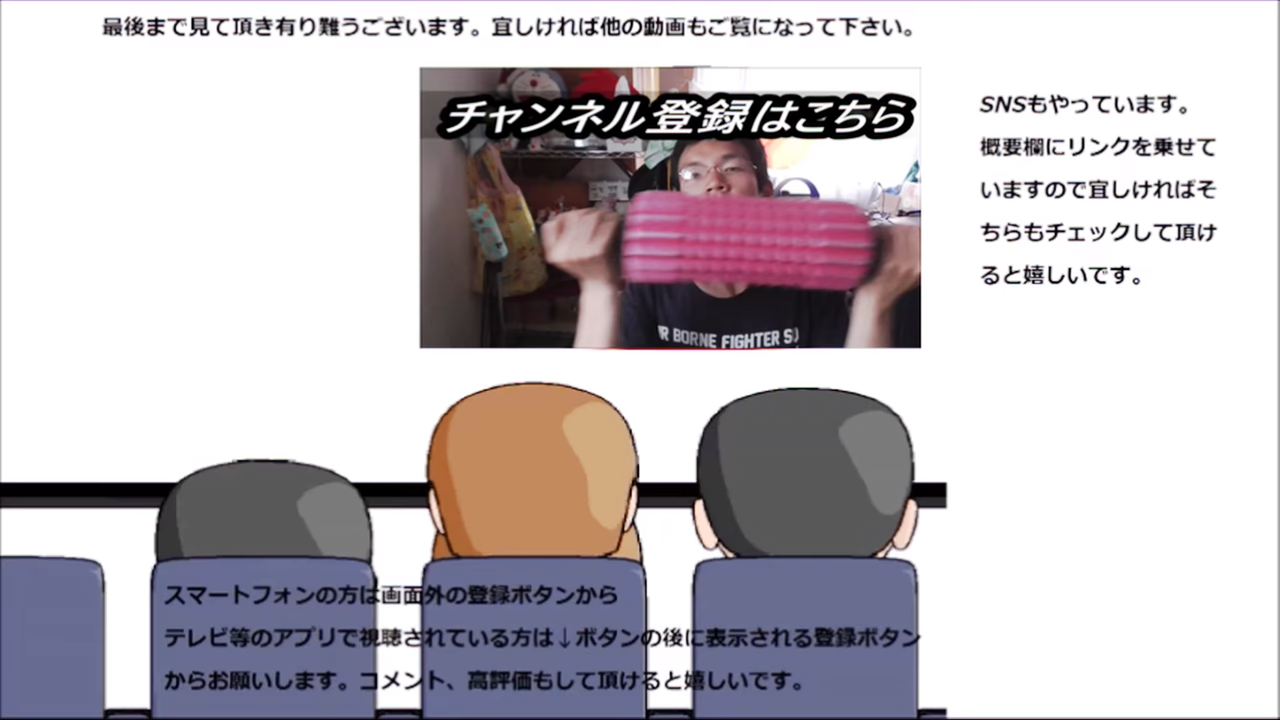 最後まで見て頂き有り難うございます。宜しければ他の動画もご覧になって下さい。
チャンネル登録はこちら
SNSもやっています。
概要欄にリンクを乗せて
いますので宜しければそ
ちらもチェックして頂け
ると嬉しいです。
BORNE FIGHTER
スマートフォンの方は画面外の登録ボタンから
テレビ等のアプリで視聴されている方は↓ボタンの後に表示される登録ボタン
からお願いします。コメント、高評価もして頂けると嬉しいです。